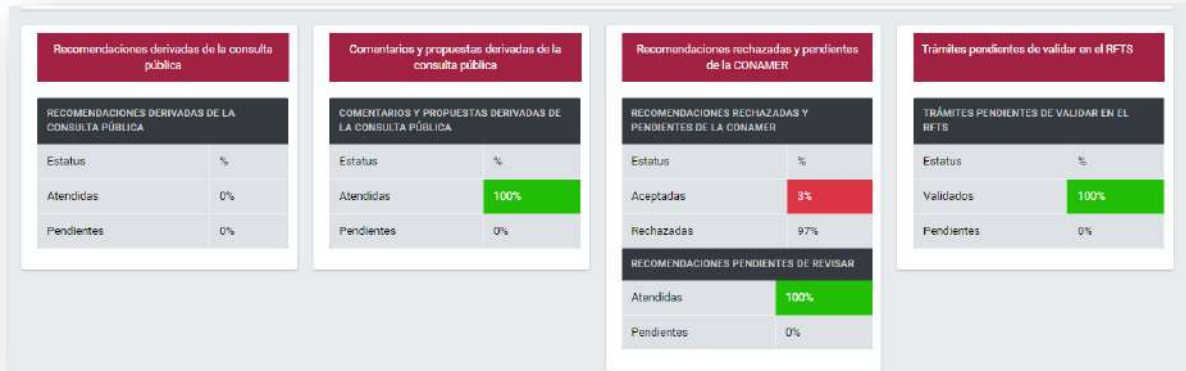 Recomendaciones derivadas de la consulta
pública
RECOMENDACIONES DERIVADAS DE LA
CONSULTA PÚBLICA
Estatus %
Atendidas 0%
Pendientes 0%
Comentarios y propuestas derivadas de la
consulta pública
COMENTARIOS Y PROPUESTAS DERIVADAS DE
LA CONSULTA PÚBLICA
Estatus %
Atendidas 100%
Pendientes 0%
Recomendaciones rechazadas y pendientes
de la CONAMER
RECOMENDACIONES RECHAZADAS Y
PENDIENTES DE LA CONAMER
Estatus %
Aceptadas 3%
Rechazadas 97%
RECOMENDACIONES PENDIENTES DE REVISAR
Atendidas 100%
Pendientes 0%
Trámites pendientes de validar en el RFTS
TRÁMITES PENDIENTES DE VALIDAR EN EL
RFTS
Estatus %
Validados 100%
Pendientes 0%